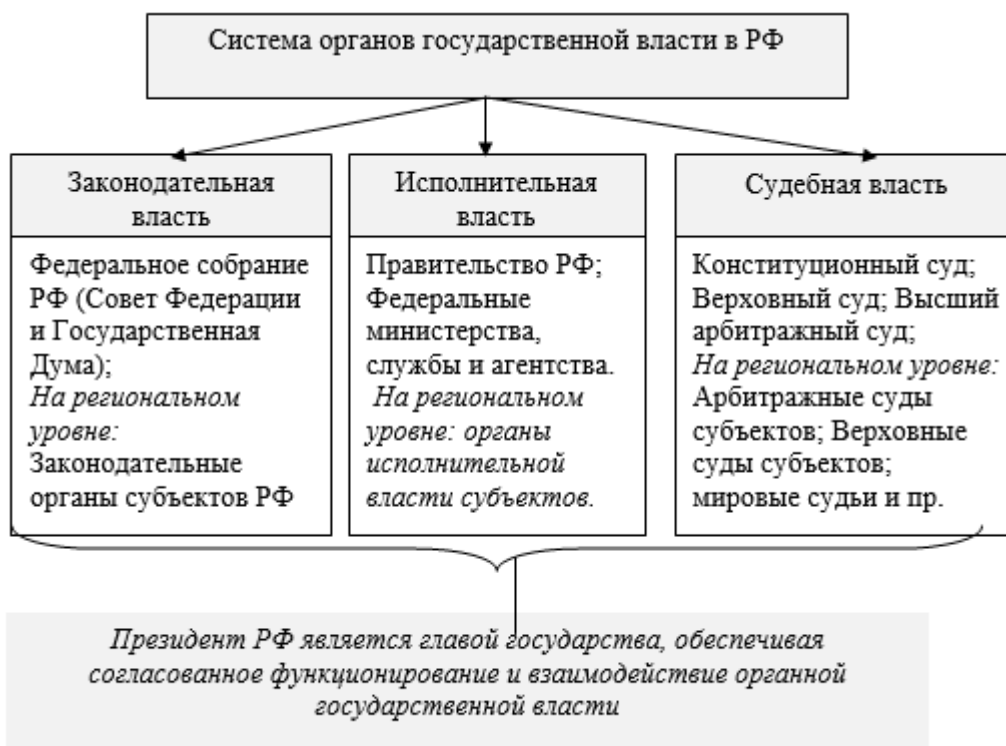 Система органов государственной власти в РФ
Законодательная
власть
Федеральное собрание
РФ (Совет Федерации
и Государственная
Дума);
На региональном
уровне:
Законодательные
органы субъектов РФ
Исполнительная
власть
Правительство РФ;
Федеральные
министерства,
службы и агентства.
На региональном
уровне: органы
исполнительной
власти субъектов.
Судебная власть
Конституционный суд;
Верховный суд; Высший
арбитражный суд;
На региональном уровне:
Арбитражные суды
субъектов; Верховные
суды субъектов;
мировые судьи и пр.
Президент РФ является главой государства, обеспечивая
согласованное функционирование и взаимодействие органной
государственной власти